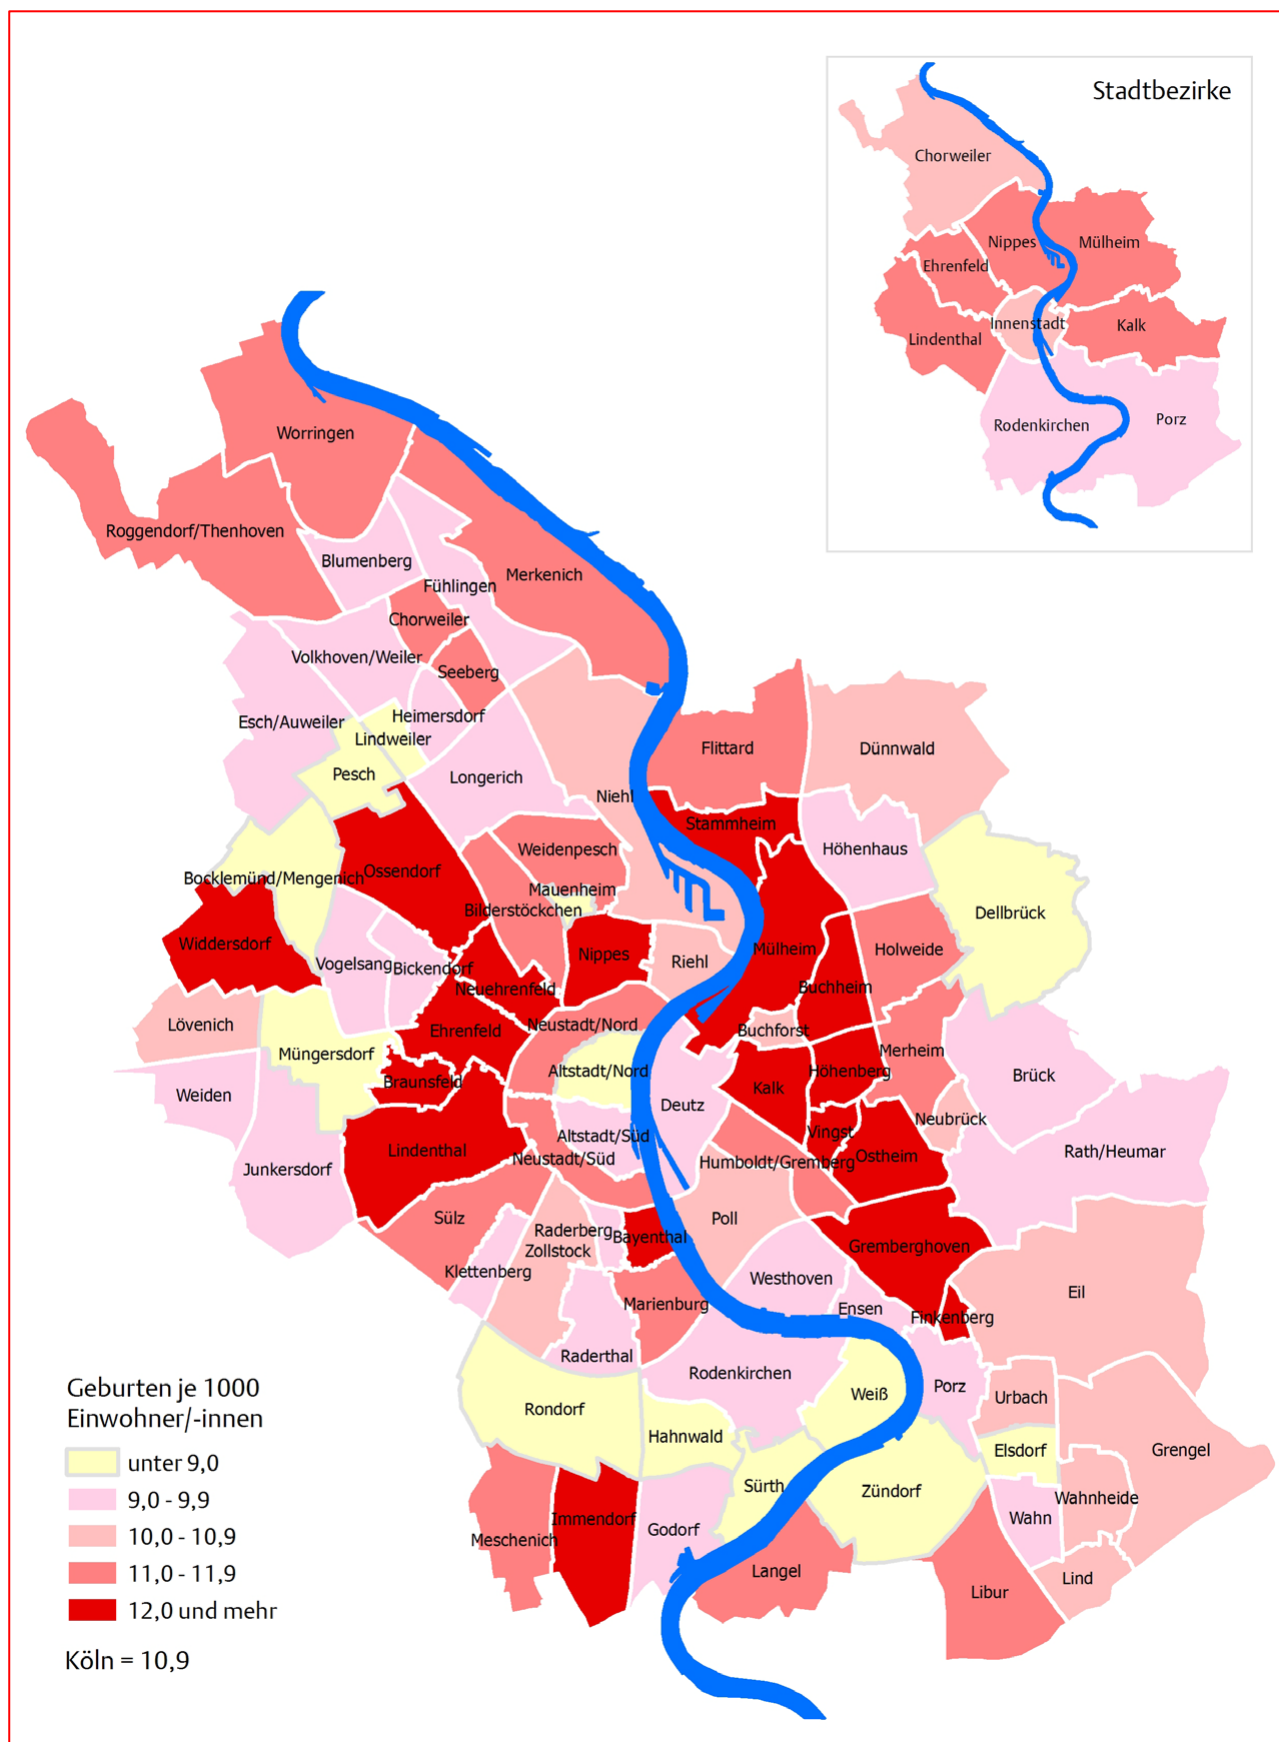 Stadtbezirke
Chorweiler
Nippes
Mülheim
Ehrenfeld
Innenstadt
Kalk
Lindenthal
Rodenkirchen
Porz
Worringen
Roggendorf/Thenhoven
Blumenberg
Merkenich
Fühlingen
Chorweiler
Volkhoven/Weiler
Seeberg
Esch/Auweiler
Heimersdorf
Lindweiler
Pesch
Longerich
Flittard
Dünnwald
Niehl
Stammheim
Weidenpesch
Höhenhaus
Ossendorf
Bocklemünd/Mengenich
Mauenheim
Bilderstöckchen
Dellbrück
Widdersdorf
Nippes
Mülheim
Holweide
Vogelsang
Bickendorf
Riehl
Neuehrenfeld
Buchheim
Lövenich
Ehrenfeld
Neustadt/Nord
Buchforst
Müngersdorf
Merheim
Altstadt/Nord
Höhenberg
Brück
Braunsfeld
Kalk
Weiden
Deutz
Neubrück
Altstadt/Süd
Vingst
Lindenthal
Neustadt/Süd
Humboldt/Gremberg
Ostheim
Rath/Heumar
Junkersdorf
Sülz
Poll
Raderberg
Bayenthal
Zollstock
Gremberghoven
Klettenberg
Westhoven
Eil
Marienburg
Ensen
Finkenberg
Raderthal
Rodenkirchen
Porz
Weiß
Urbach
Rondorf
Hahnwald
Elsdorf
Grengel
Sürth
Zündorf
Wahnheide
Immendorf
Godorf
Wahn
Meschenich
Langel
Lind
Libur
Geburten je 1000
Einwohner/-innen
unter 9,0
9,0 - 9,9
10,0 - 10,9
11,0 - 11,9
12,0 und mehr
Köln = 10,9